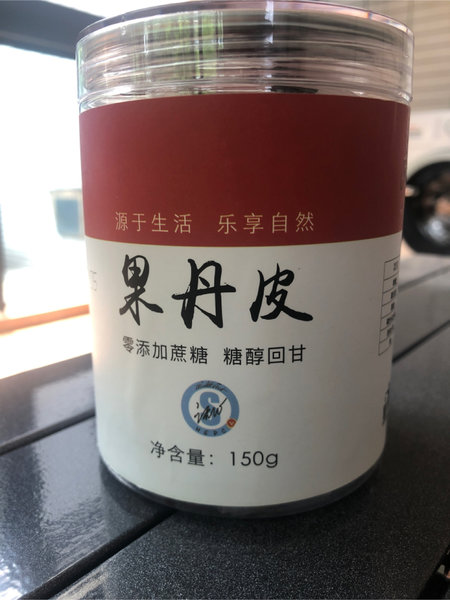 源于生活 乐享自然
果丹皮
零添加蔗糖 糖醇回甘
净含量：150g